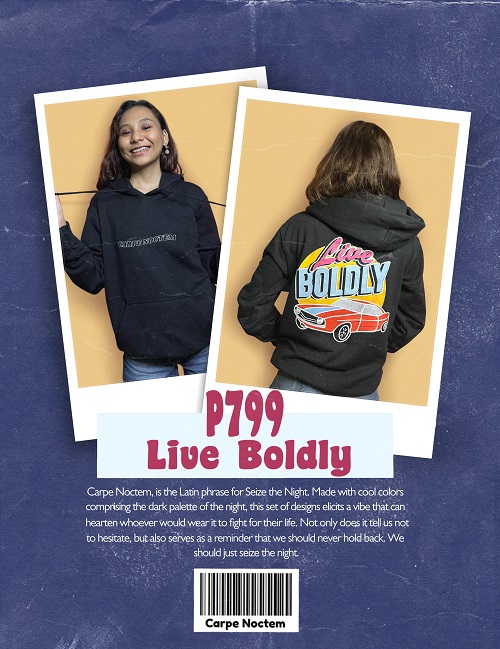 CARPE NOCTEM
Live
BOLDLY
P799
Live Boldly
Carpe Noctem, is the Latin phrase for Seize the Night. Made with cool colors
comprising the dark palette of the night, this set of designs elicits a vibe that can
hearten whoever would wear it to fight for their life. Not only does it tell us not
to hesitate, but also serves as a reminder that we should never hold back. We
should just seize the night.
Carpe Noctem